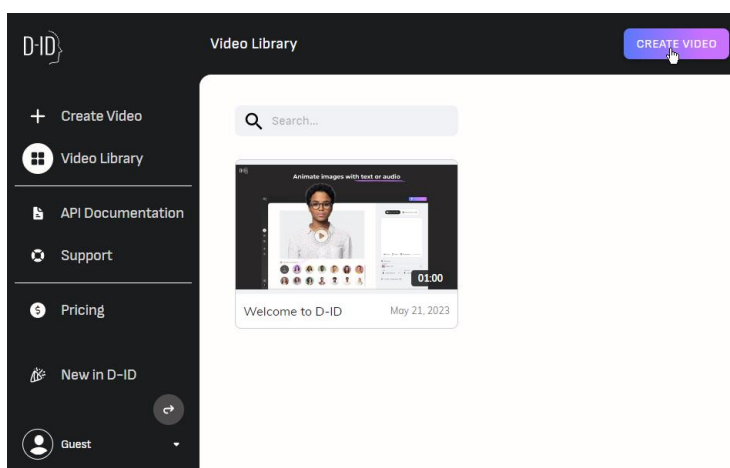 D-ID
Video Library
CREATE VIDEO
Create Video
Video Library
API Documentation
Support
Pricing
New in D-ID
Guest
Search...
Animate images with text or audio
01:00
Welcome to D-ID
May 21, 2023